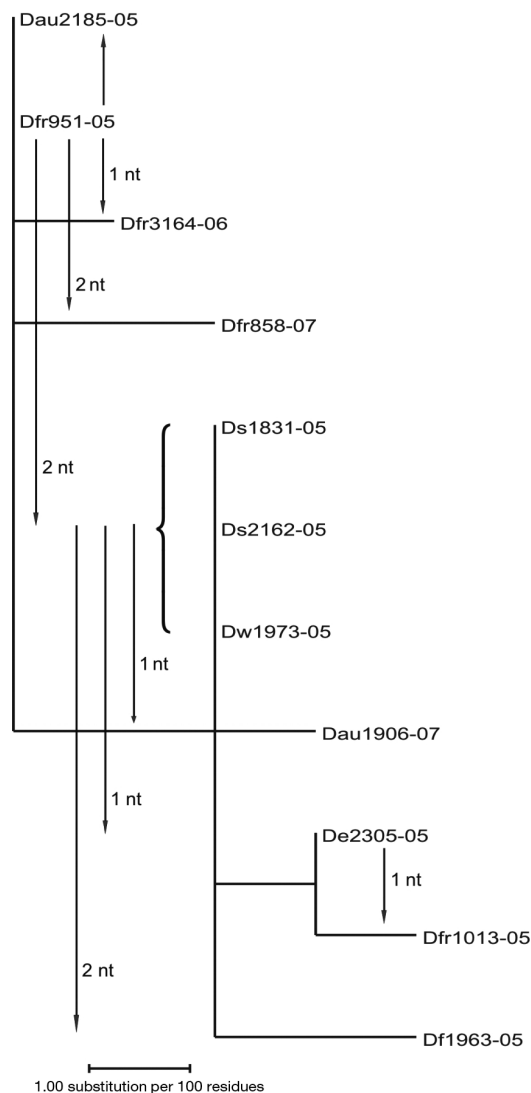 Dau2185-05
Dfr951-05
1 nt
Dfr3164-06
2 nt
Dfr858-07
Ds1831-05
2 nt
Ds2162-05
Dw1973-05
1 nt
Dau1906-07
1 nt
De2305-05
1 nt
Dfr1013-05
2 nt
Df1963-05
1.00 substitution per 100 residues